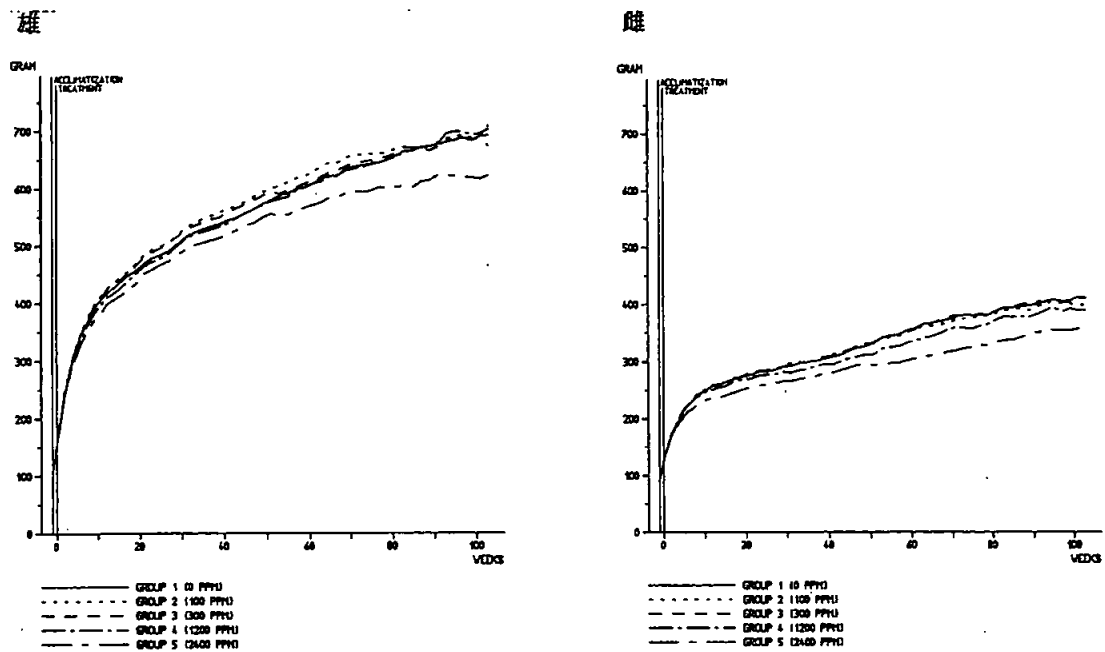 雄
GRAM
ACCLIMATIZATION
TREATMENT
700
600
500
400
300
200
100
0
0 20 40 60 80 100
WEEKS
GROUP 1 (0 PPM)
GROUP 2 (100 PPM)
GROUP 3 (300 PPM)
GROUP 4 (1200 PPM)
GROUP 5 (2400 PPM)
雌
GRAM
ACCLIMATIZATION
TREATMENT
700
600
500
400
300
200
100
0
0 20 40 60 80 100
WEEKS
GROUP 1 (0 PPM)
GROUP 2 (100 PPM)
GROUP 3 (300 PPM)
GROUP 4 (1200 PPM)
GROUP 5 (2400 PPM)